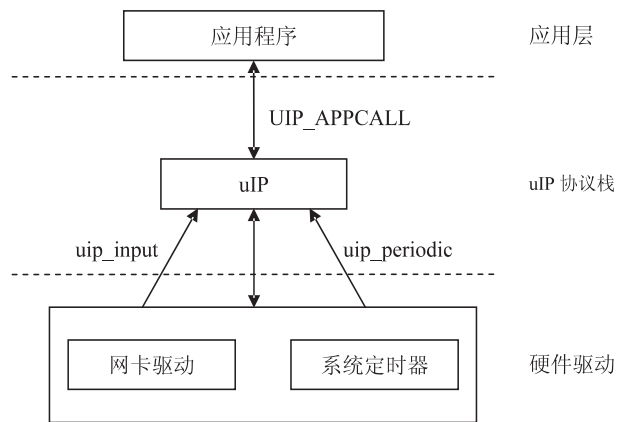 应用程序
应用层
UIP_APPCALL
uIP
uIP 协议栈
uip_input
uip_periodic
网卡驱动
系统定时器
硬件驱动